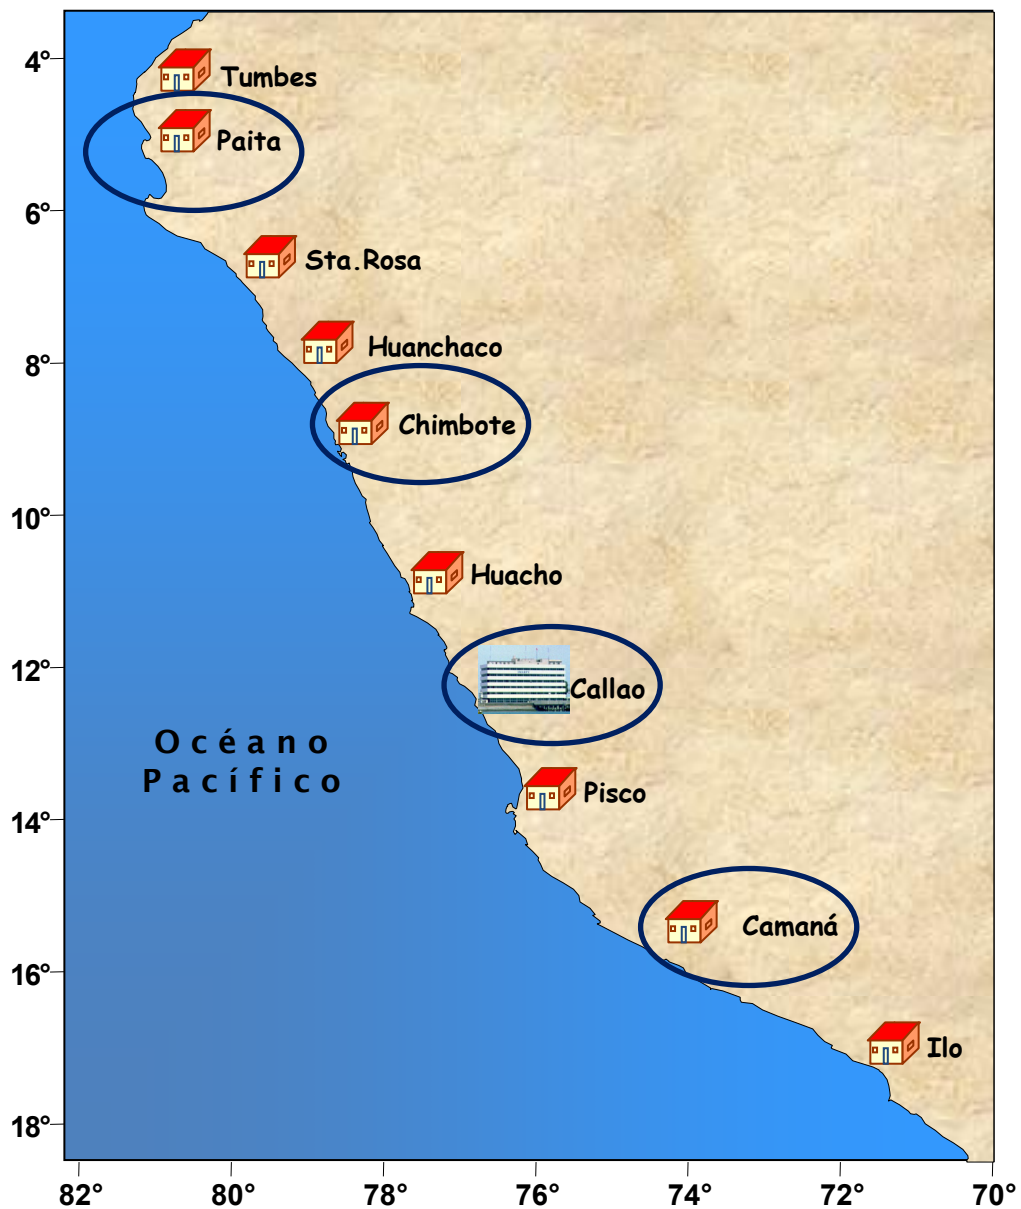 4°
Tumbes
Paita
6°
Sta.Rosa
Huanchaco
8°
Chimbote
10°
Huacho
12°
Callao
Océano
Pacífico
Pisco
14°
Camaná
16°
Ilo
18°
82° 80° 78° 76° 74° 72° 70°